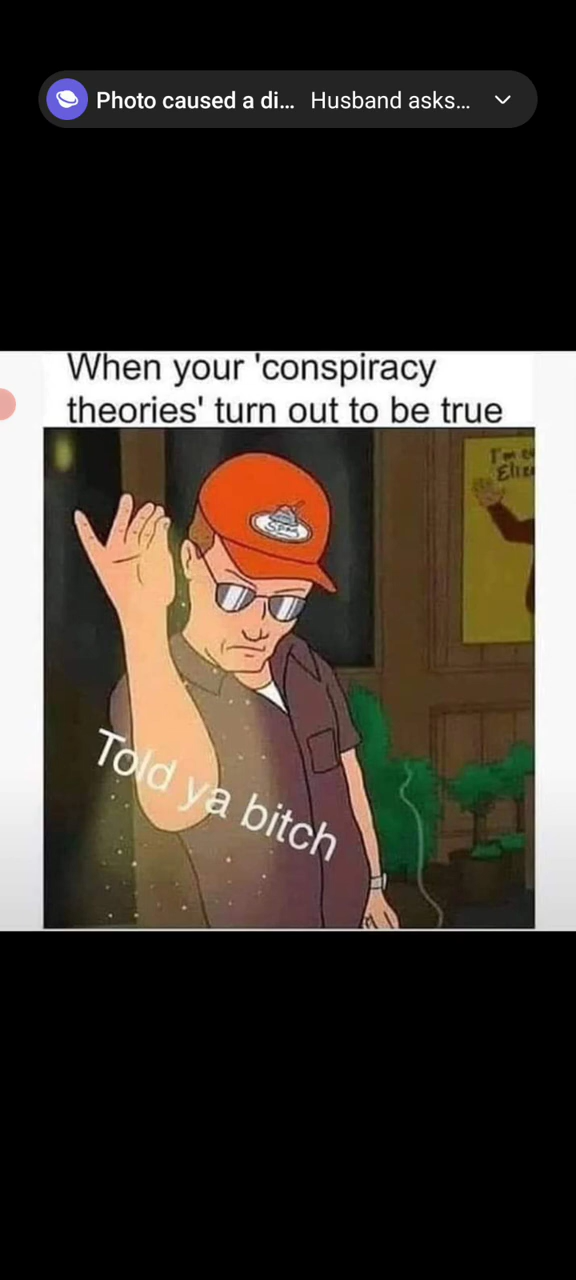 Photo caused a di... Husband asks...
When your 'conspiracy
theories' turn out to be true
I'm
Told ya bitch